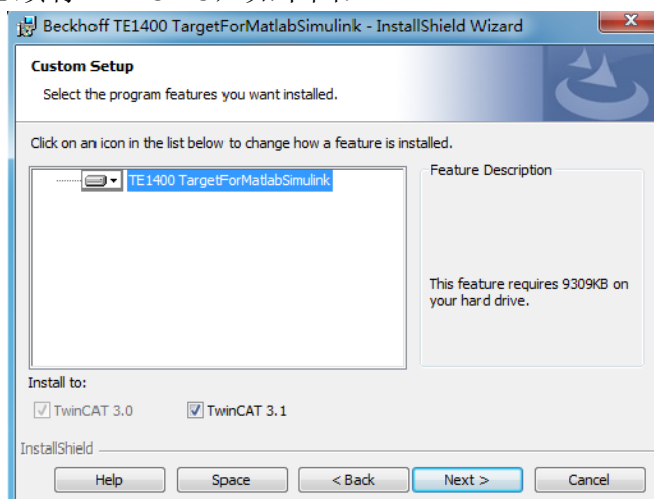 Beckhoff TE1400 TargetForMatlabSimulink - InstallShield Wizard
Custom Setup
Select the program features you want installed.
Click on an icon in the list below to change how a feature is installed.
TE1400 TargetForMatlabSimulink
Feature Description
This feature requires 9309KB on
your hard drive.
Install to:
TwinCAT 3.0
TwinCAT 3.1
InstallShield
Help
Space
< Back
Next >
Cancel